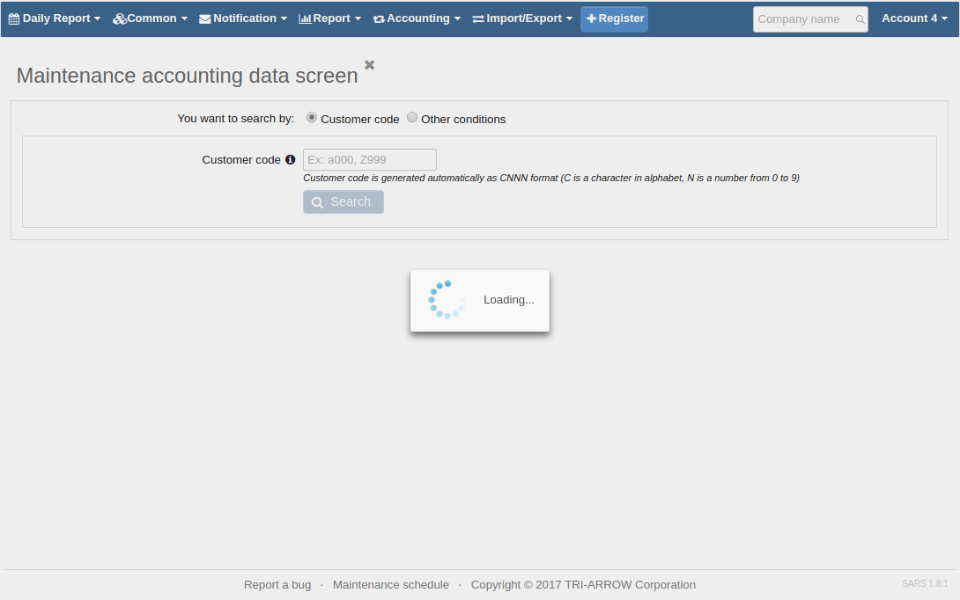 Daily Report Common Notification Report Accounting Import/Export Register Company name Account 4
Maintenance accounting data screen
You want to search by: Customer code Other conditions
Customer code Ex: a000, Z999
Customer code is generated automatically as CNNN format (C is a character in alphabet, N is a number from 0 to 9)
Search
Loading...
Report a bug · Maintenance schedule · Copyright © 2017 TRI-ARROW Corporation SARS 1.8.1